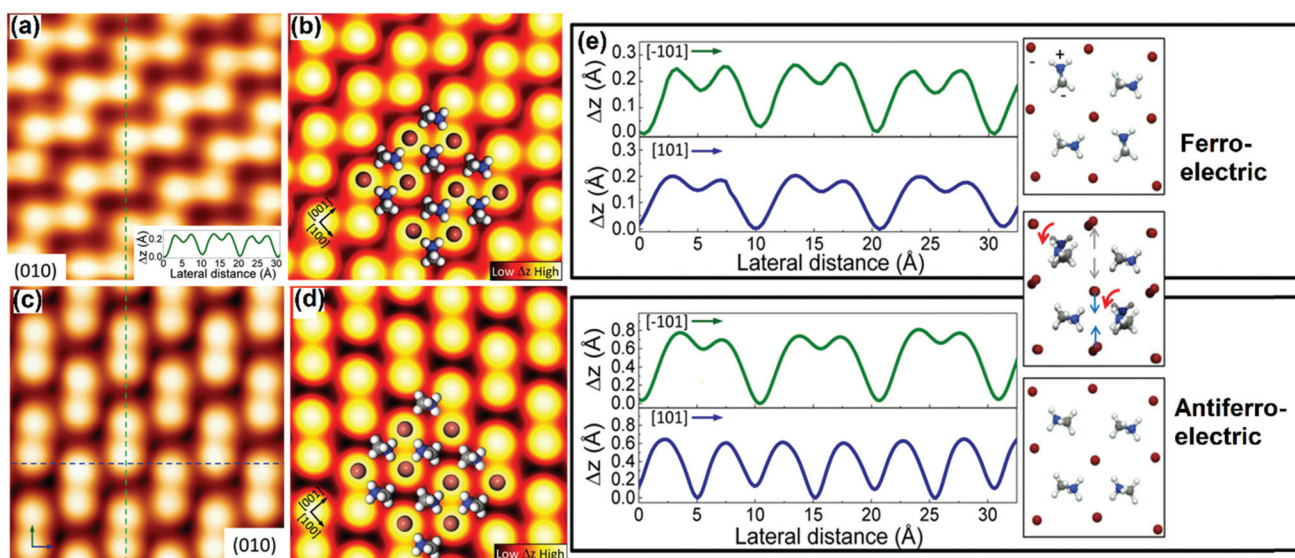 (a)
(010)
0.2
0.0
Δz (Å)
0 5 10 15 20 25 30
Lateral distance (Å)
(b)
[001]
[100]
Low Δz High
(c)
(010)
(d)
[001]
[100]
Low Δz High
(e)
[-101]
0.3
0.2
0.1
0.0
Δz (Å)
[101]
0.3
0.2
0.1
0.0
Δz (Å)
0 5 10 15 20 25 30
Lateral distance (Å)
+
-
-
Ferro-
electric
[-101]
0.8
0.6
0.4
0.2
0.0
Δz (Å)
[101]
0.8
0.6
0.4
0.2
0.0
Δz (Å)
0 5 10 15 20 25 30
Lateral distance (Å)
Antiferro-
electric